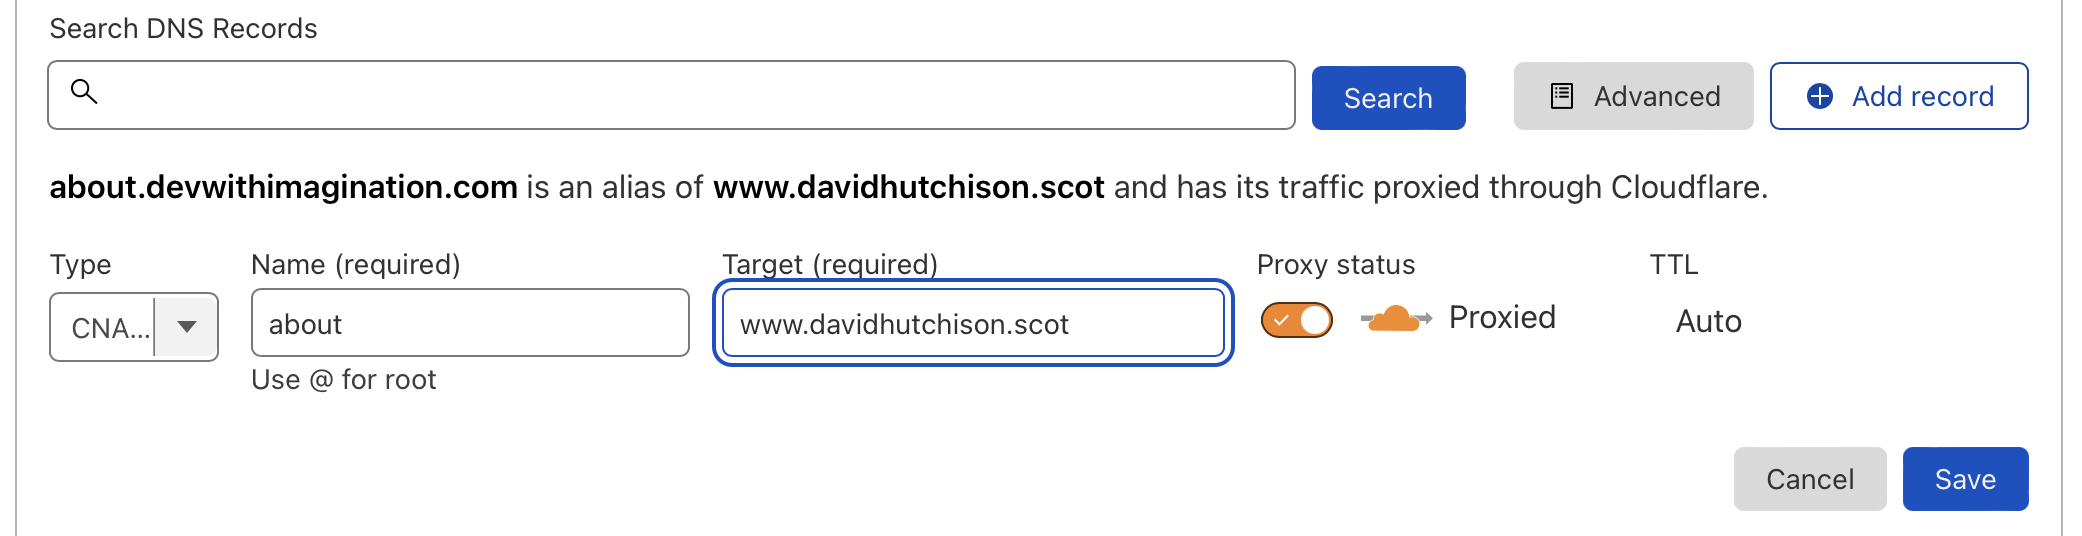 Search DNS Records
Search
Advanced
Add record
about.devwithimagination.com is an alias of www.davidhutchison.scot and has its traffic proxied through Cloudflare.
Type
Name (required)
Target (required)
Proxy status
TTL
CNA...
about
www.davidhutchison.scot
Proxied
Auto
Use @ for root
Cancel
Save